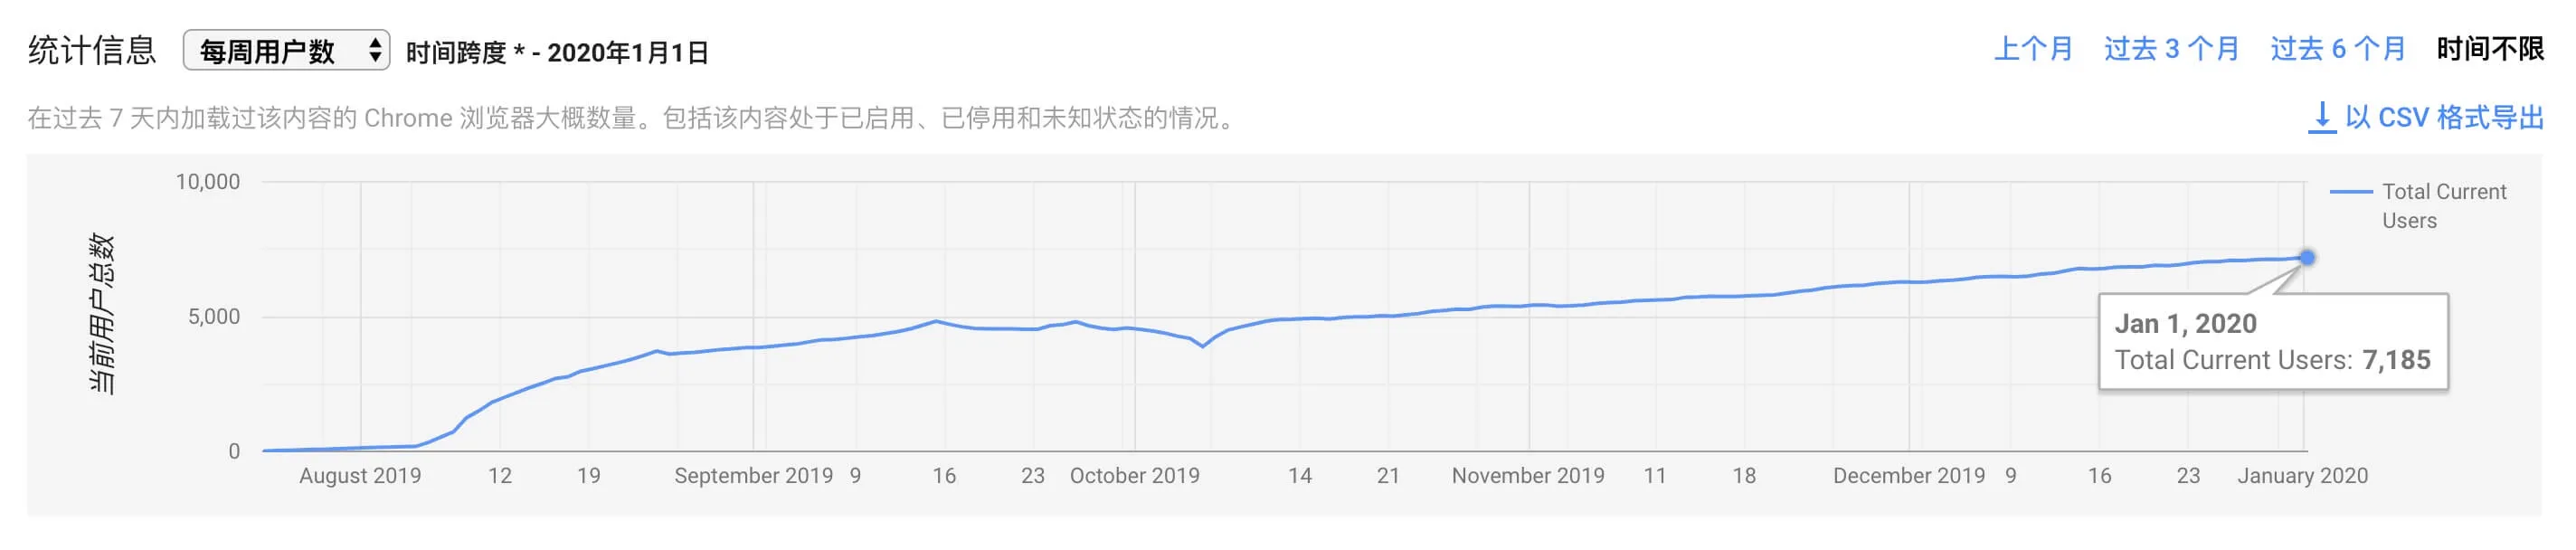 统计信息 每周用户数 时间跨度 * - 2020年1月1日 上个月 过去 3 个月 过去 6 个月 时间不限
在过去 7 天内加载过该内容的 Chrome 浏览器大概数量。包括该内容处于已启用、已停用和未知状态的情况。 以 CSV 格式导出
当前用户总数
10,000
5,000
0
Total Current
Users
Jan 1, 2020
Total Current Users: 7,185
August 2019 12 19 September 2019 9 16 23 October 2019 14 21 November 2019 11 18 December 2019 9 16 23 January 2020